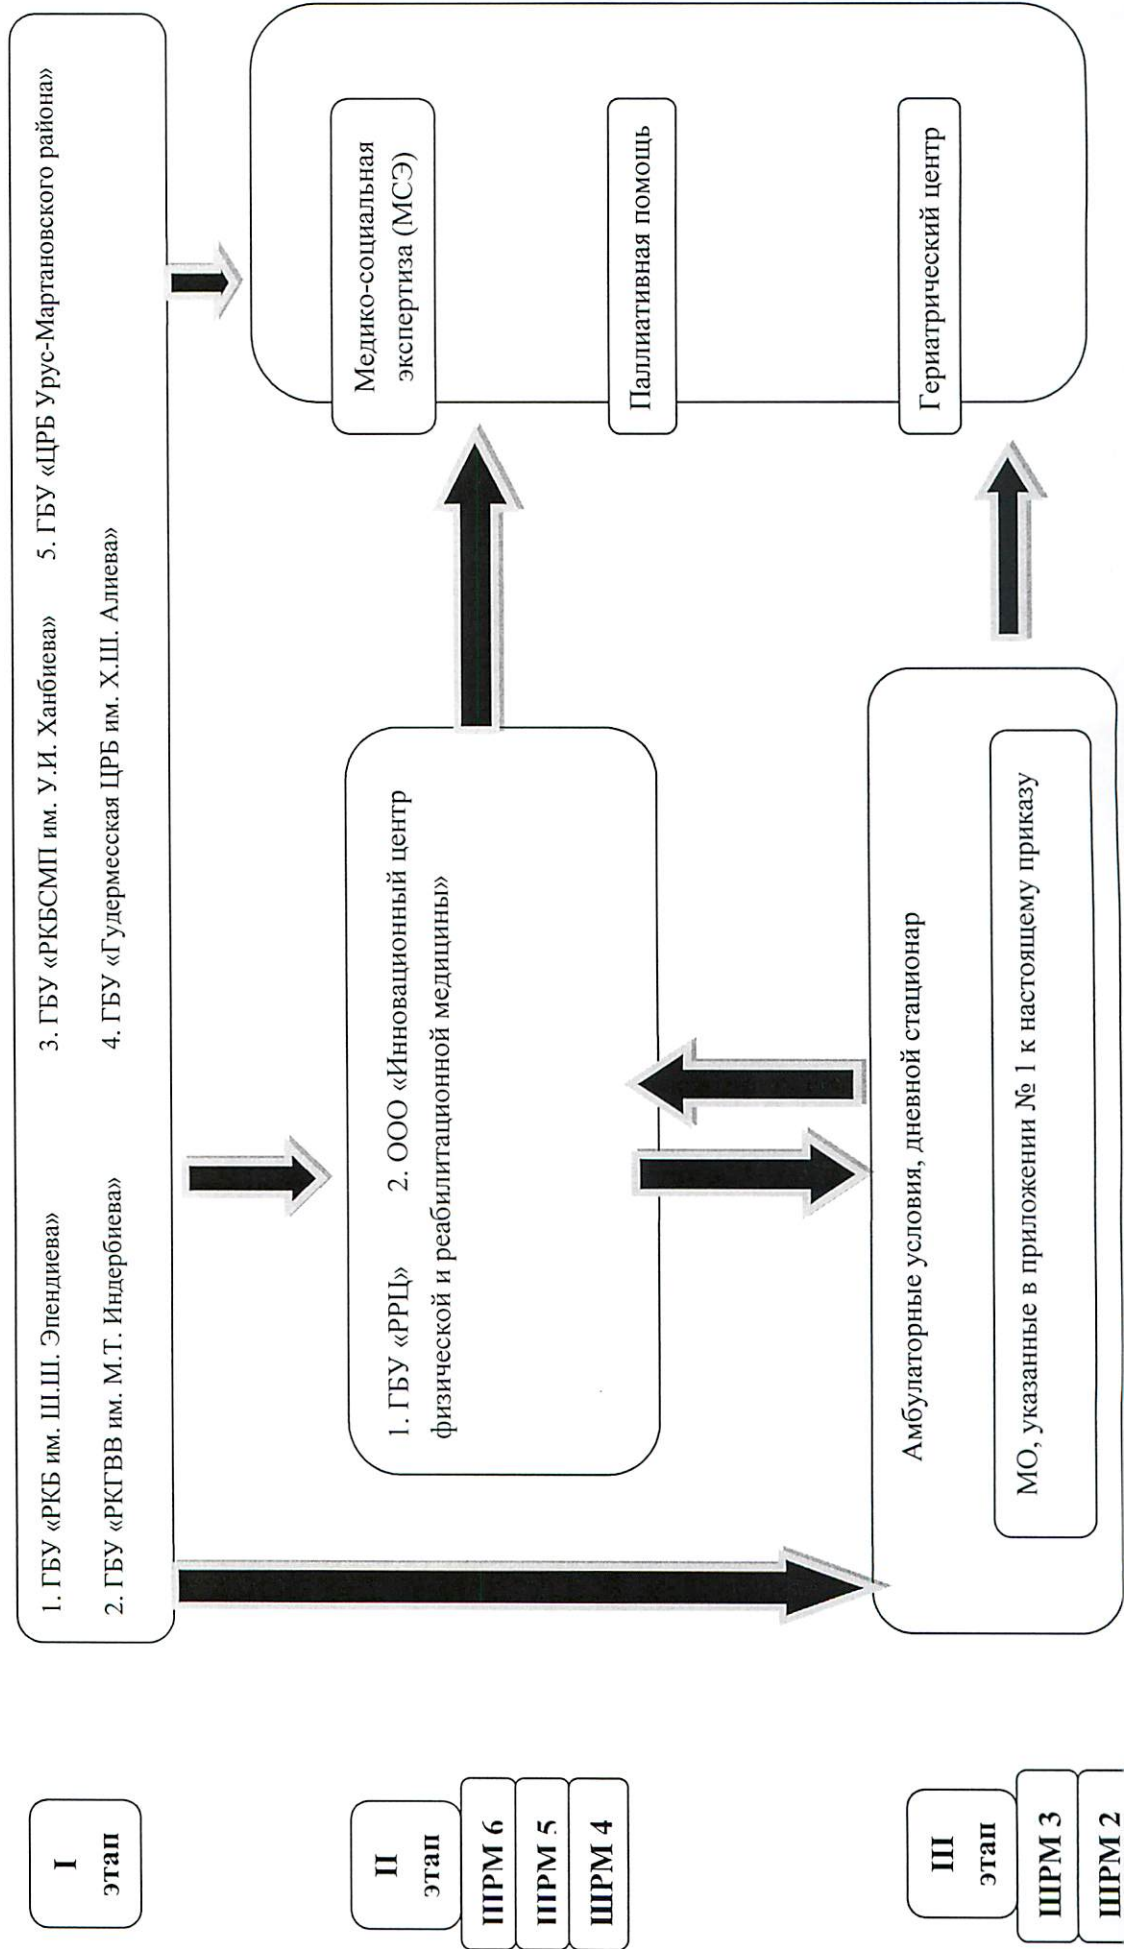 I
этап
1. ГБУ «РКБ им. Ш.Ш. Эпендиева»
3. ГБУ «РКБСМП им. У.И. Ханбиева»
5. ГБУ «ЦРБ Урус-Мартановского района»
2. ГБУ «РКГВВ им. М.Т. Индербиева»
4. ГБУ «Гудермесская ЦРБ им. Х.Ш. Алиева»
II
этап
ШРМ 6
ШРМ 5
ШРМ 4
1. ГБУ «РРЦ»
2. ООО «Инновационный центр
физической и реабилитационной медицины»
Медико-социальная
экспертиза (МСЭ)
Паллиативная помощь
Гериатрический центр
III
этап
ШРМ 3
ШРМ 2
Амбулаторные условия, дневной стационар
МО, указанные в приложении № 1 к настоящему приказу